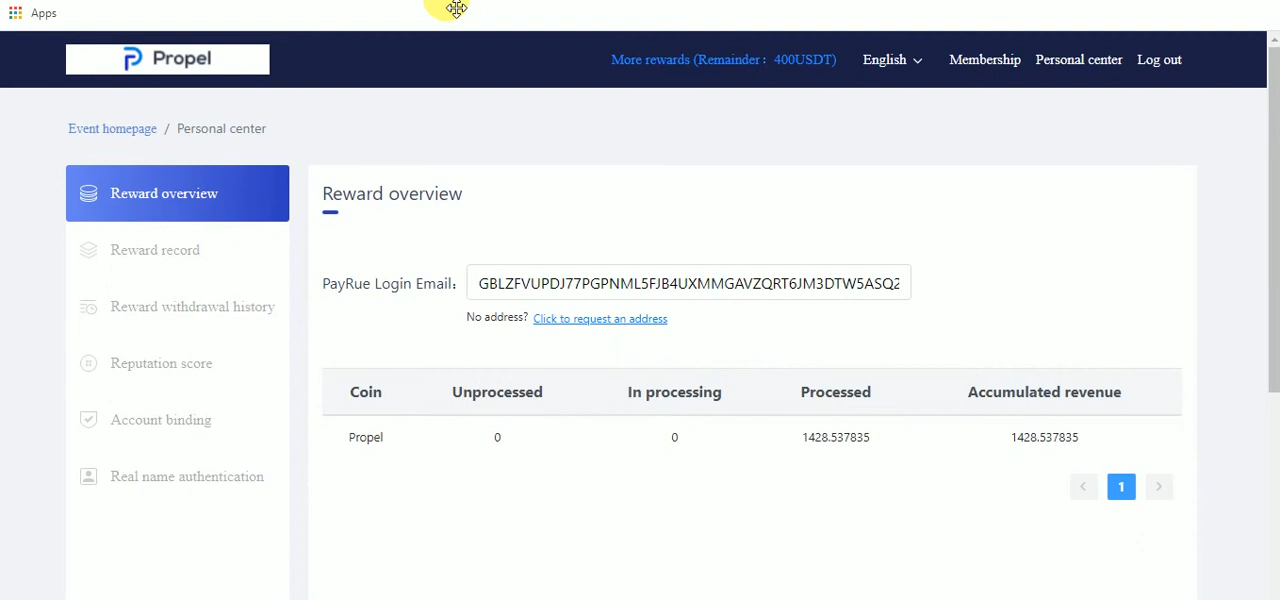 Apps
Propel
More rewards (Remainder： 400USDT) English Membership Personal center Log out
Event homepage / Personal center
Reward overview
Reward record
Reward withdrawal history
Reputation score
Account binding
Real name authentication
Reward overview
PayRue Login Email： GBLZFVUPDJ77PGPNML5FJB4UXMMGAVZQRT6JM3DTW5ASQ2
No address? Click to request an address
Coin Unprocessed In processing Processed Accumulated revenue
Propel 0 0 1428.537835 1428.537835
1